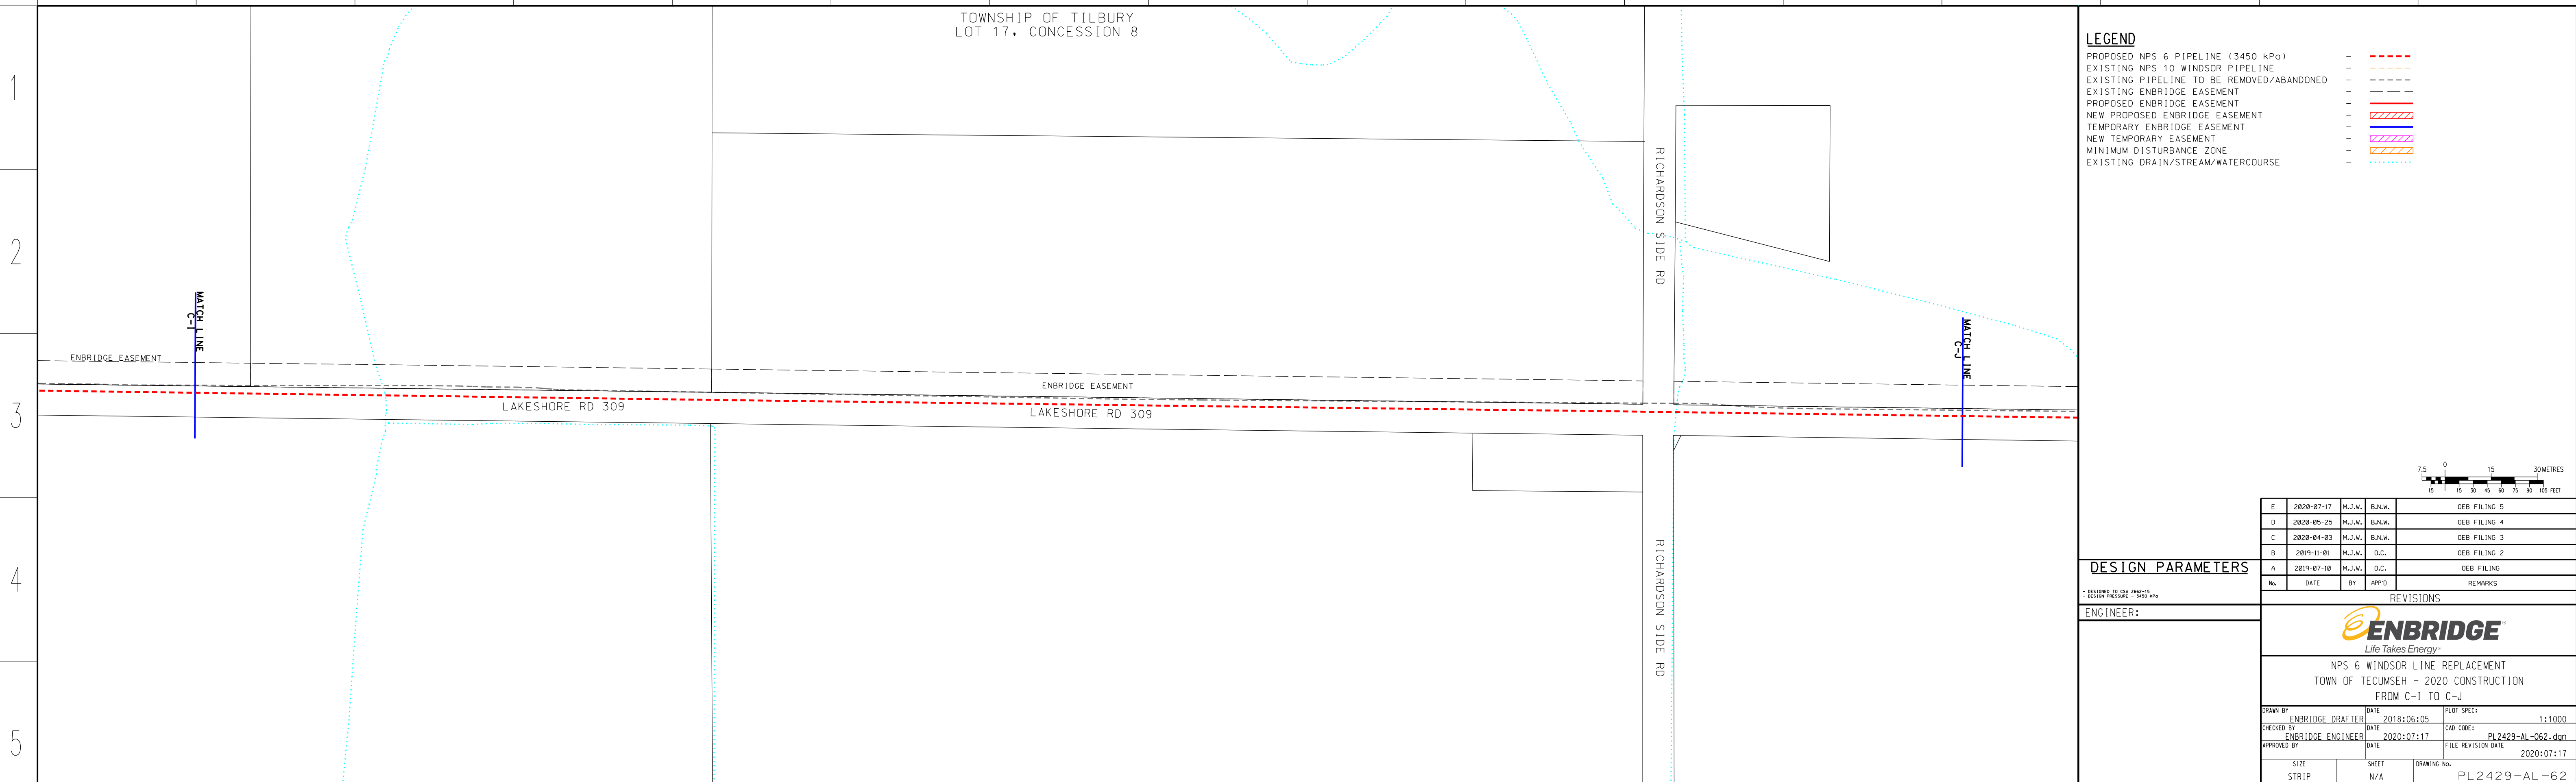 TOWNSHIP OF TILBURY
LOT 17, CONCESSION 8
1
2
3
4
5
MATCH LINE
C-I
ENBRIDGE EASEMENT
LAKESHORE RD 309
ENBRIDGE EASEMENT
LAKESHORE RD 309
RICHARDSON SIDE RD
RICHARDSON SIDE RD
MATCH LINE
C-J
LEGEND
PROPOSED NPS 6 PIPELINE (3450 kPa) -
EXISTING NPS 10 WINDSOR PIPELINE -
EXISTING PIPELINE TO BE REMOVED/ABANDONED -
EXISTING ENBRIDGE EASEMENT -
PROPOSED ENBRIDGE EASEMENT -
NEW PROPOSED ENBRIDGE EASEMENT -
TEMPORARY ENBRIDGE EASEMENT -
NEW TEMPORARY EASEMENT -
MINIMUM DISTURBANCE ZONE -
EXISTING DRAIN/STREAM/WATERCOURSE -
7.5 0 15 30 METRES
15 15 30 45 60 75 90 105 FEET
E 2020-07-17 M.J.W. B.N.W. OEB FILING 5
D 2020-05-25 M.J.W. B.N.W. OEB FILING 4
C 2020-04-03 M.J.W. B.N.W. OEB FILING 3
B 2019-11-01 M.J.W. O.C. OEB FILING 2
A 2019-07-10 M.J.W. O.C. OEB FILING
No. DATE BY APP'D REMARKS
REVISIONS
DESIGN PARAMETERS
- DESIGNED TO CSA Z662-15
- DESIGN PRESSURE - 3450 kPa
ENGINEER:
ENBRIDGE
Life Takes Energy
NPS 6 WINDSOR LINE REPLACEMENT
TOWN OF TECUMSEH - 2020 CONSTRUCTION
FROM C-I TO C-J
DRAWN BY DATE PLOT SPEC:
ENBRIDGE DRAFTER 2018:06:05 1:1000
CHECKED BY DATE CAD CODE:
ENBRIDGE ENGINEER 2020:07:17 PL2429-AL-062.dgn
APPROVED BY DATE FILE REVISION DATE
2020:07:17
SIZE SHEET DRAWING No.
STRIP N/A PL2429-AL-62